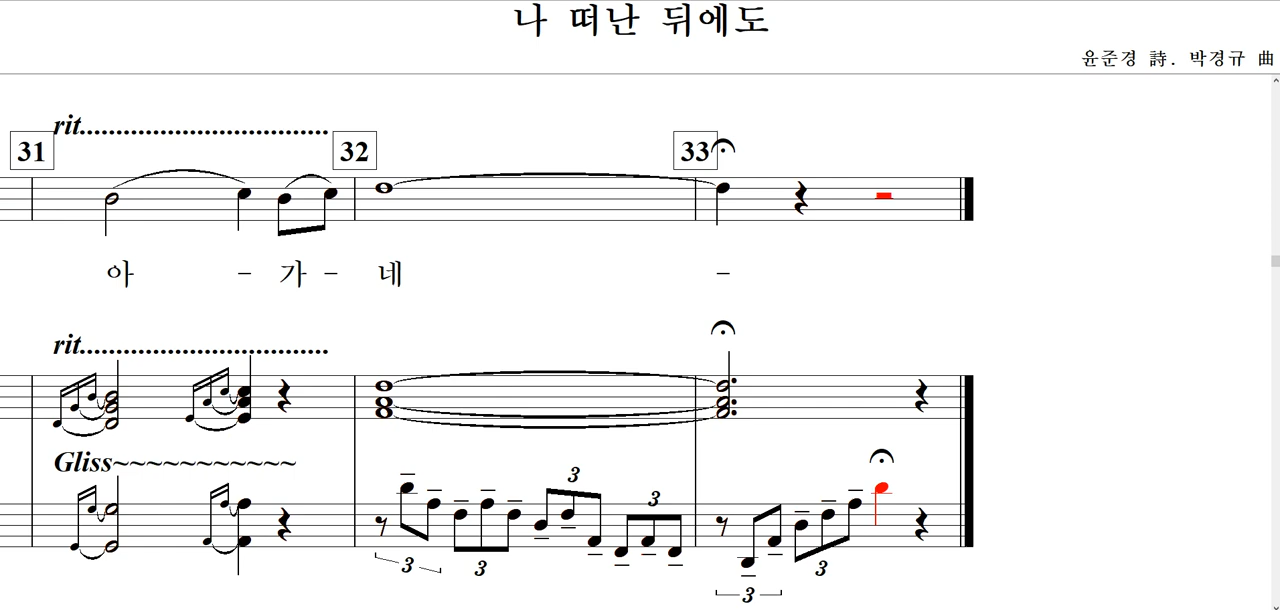 나 떠난 뒤에도
윤준경 詩. 박경규 曲
rit..................................
31 32 33
아 - 가 - 네 -
rit..................................
Gliss~~~~~~~~~~~
3 3
3 3 3
3